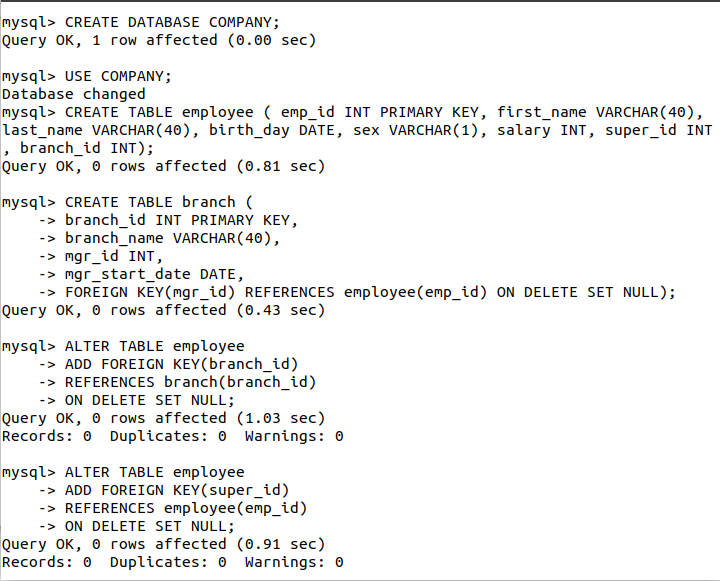 mysql> CREATE DATABASE COMPANY;
Query OK, 1 row affected (0.00 sec)
mysql> USE COMPANY;
Database changed
mysql> CREATE TABLE employee ( emp_id INT PRIMARY KEY, first_name VARCHAR(40),
last_name VARCHAR(40), birth_day DATE, sex VARCHAR(1), salary INT, super_id INT
, branch_id INT);
Query OK, 0 rows affected (0.81 sec)
mysql> CREATE TABLE branch (
    -> branch_id INT PRIMARY KEY,
    -> branch_name VARCHAR(40),
    -> mgr_id INT,
    -> mgr_start_date DATE,
    -> FOREIGN KEY(mgr_id) REFERENCES employee(emp_id) ON DELETE SET NULL);
Query OK, 0 rows affected (0.43 sec)
mysql> ALTER TABLE employee
    -> ADD FOREIGN KEY(branch_id)
    -> REFERENCES branch(branch_id)
    -> ON DELETE SET NULL;
Query OK, 0 rows affected (1.03 sec)
Records: 0  Duplicates: 0  Warnings: 0
mysql> ALTER TABLE employee
    -> ADD FOREIGN KEY(super_id)
    -> REFERENCES employee(emp_id)
    -> ON DELETE SET NULL;
Query OK, 0 rows affected (0.91 sec)
Records: 0  Duplicates: 0  Warnings: 0